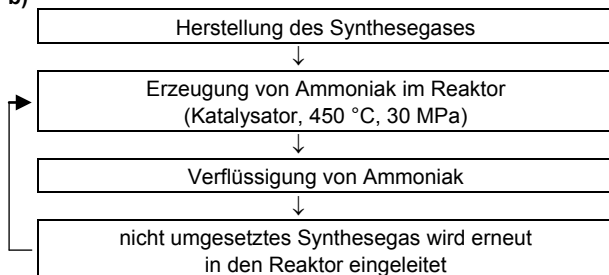 b)
Herstellung des Synthesegases
↓
Erzeugung von Ammoniak im Reaktor
(Katalysator, 450 °C, 30 MPa)
↓
Verflüssigung von Ammoniak
↓
nicht umgesetztes Synthesegas wird erneut
in den Reaktor eingeleitet